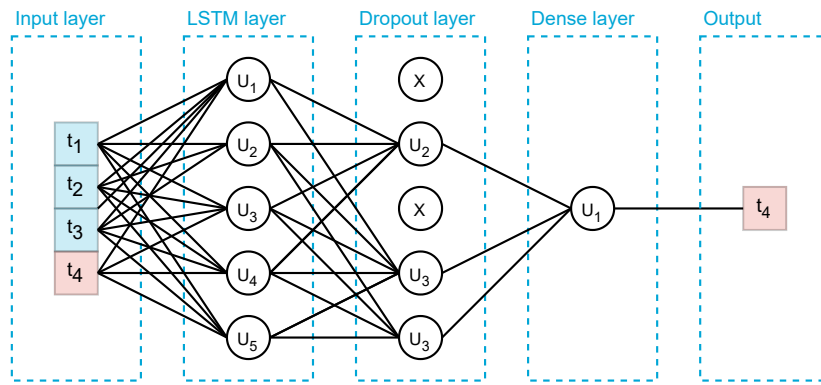 Input layer
LSTM layer
Dropout layer
Dense layer
Output
t1
t2
t3
t4
U1
U2
U3
U4
U5
X
U2
X
U3
U3
U1
t4